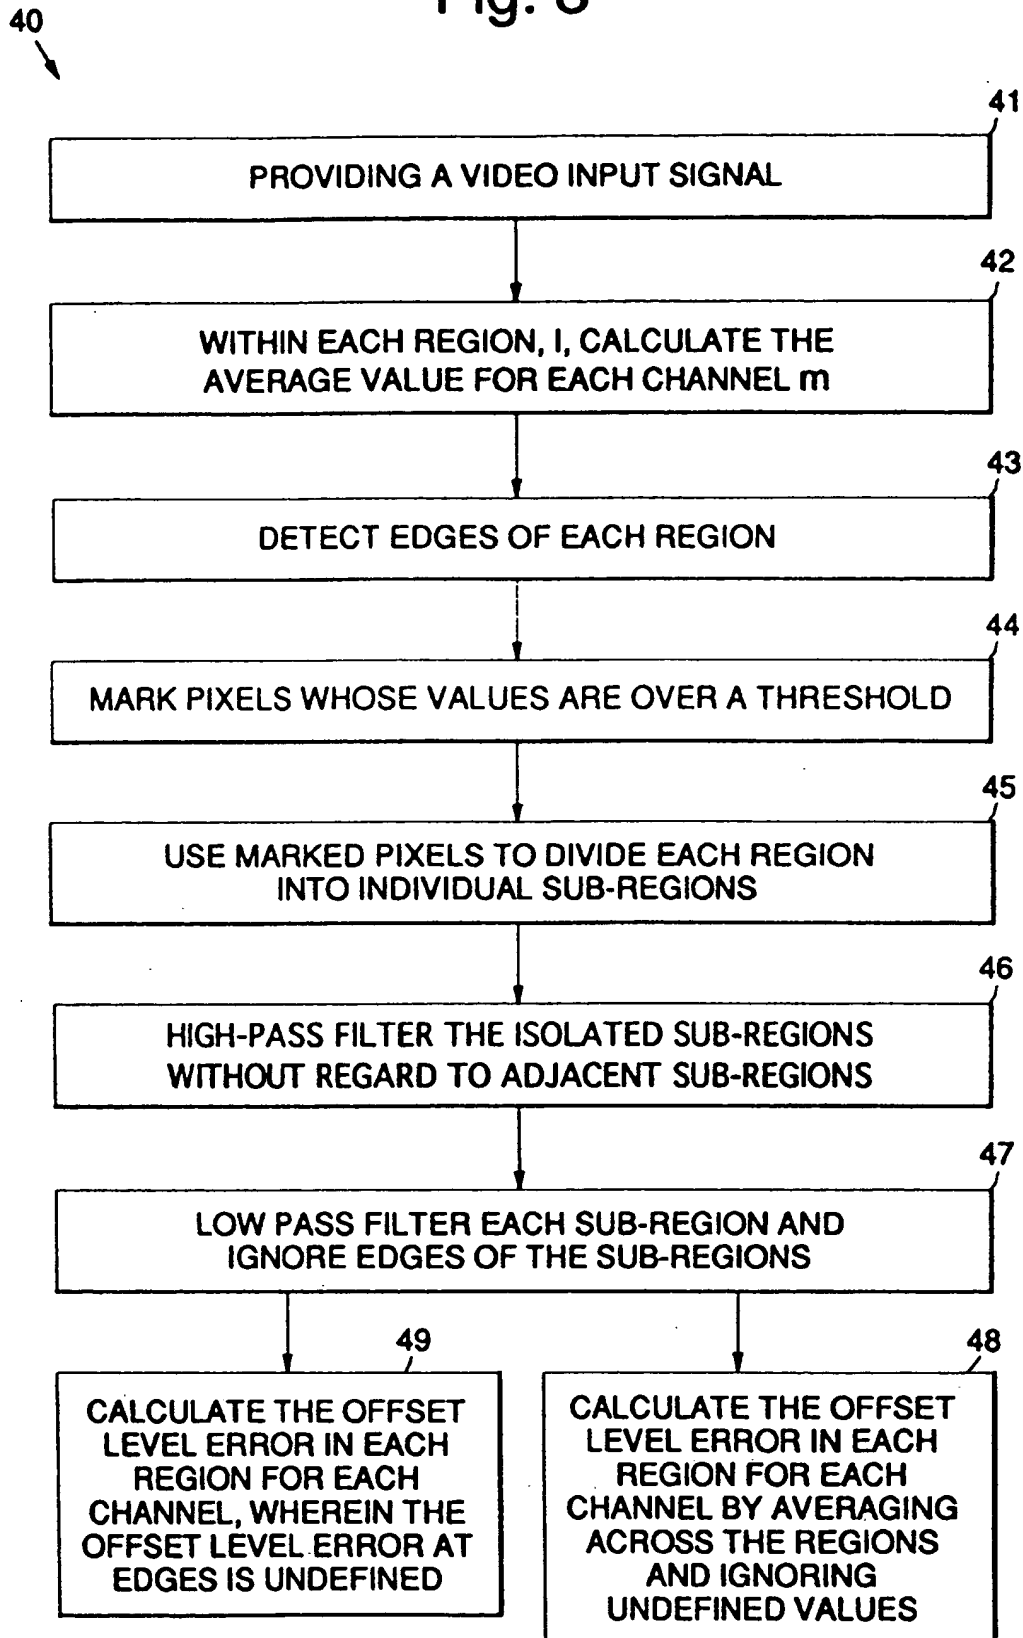 40
41
PROVIDING A VIDEO INPUT SIGNAL
42
WITHIN EACH REGION, I, CALCULATE THE
AVERAGE VALUE FOR EACH CHANNEL m
43
DETECT EDGES OF EACH REGION
44
MARK PIXELS WHOSE VALUES ARE OVER A THRESHOLD
45
USE MARKED PIXELS TO DIVIDE EACH REGION
INTO INDIVIDUAL SUB-REGIONS
46
HIGH-PASS FILTER THE ISOLATED SUB-REGIONS
WITHOUT REGARD TO ADJACENT SUB-REGIONS
47
LOW PASS FILTER EACH SUB-REGION AND
IGNORE EDGES OF THE SUB-REGIONS
49
CALCULATE THE OFFSET
LEVEL ERROR IN EACH
REGION FOR EACH
CHANNEL, WHEREIN THE
OFFSET LEVEL ERROR AT
EDGES IS UNDEFINED
48
CALCULATE THE OFFSET
LEVEL ERROR IN EACH
REGION FOR EACH
CHANNEL BY AVERAGING
ACROSS THE REGIONS
AND IGNORING
UNDEFINED VALUES